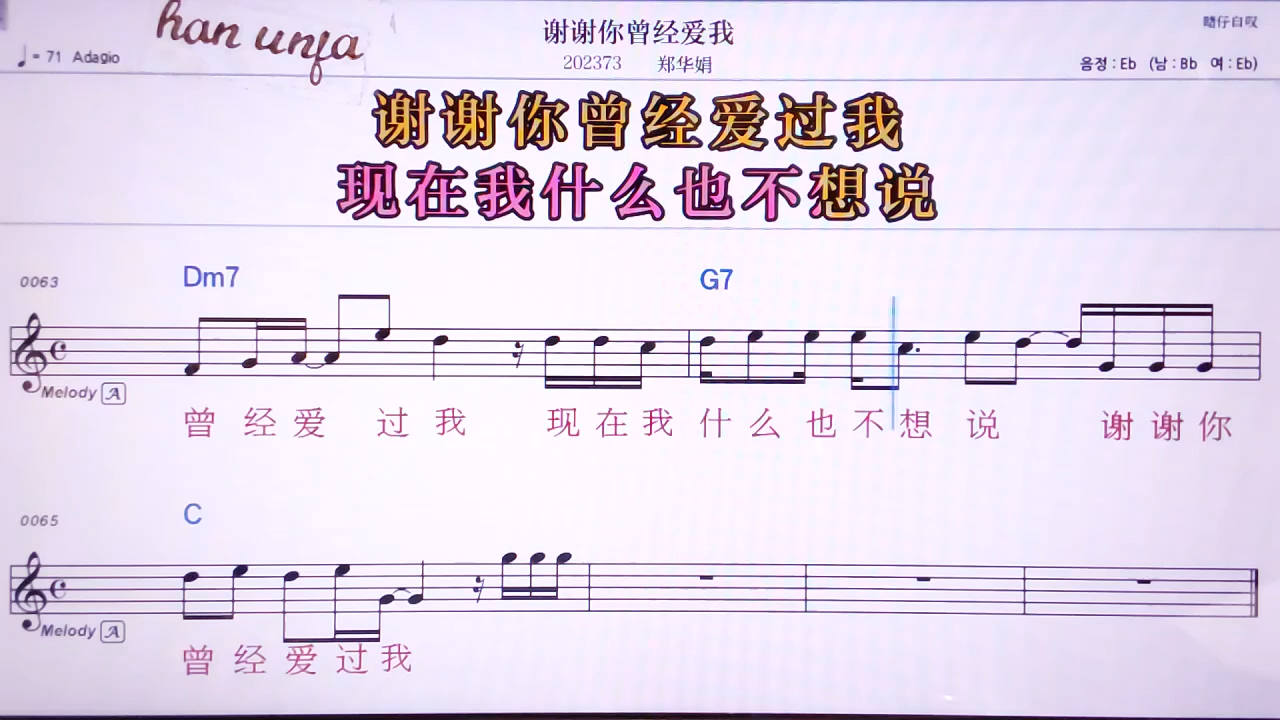 han unja
谢谢你曾经爱我
♩= 71 Adagio
202373 郑华娟
음정 : Eb (남 : Bb 여 : Eb)
谢谢你曾经爱过我
现在我什么也不想说
0063
Dm7 G7
Melody A
曾 经 爱 过 我 现 在 我 什 么 也 不 想 说 谢 谢 你
0065
C
Melody A
曾 经 爱 过 我